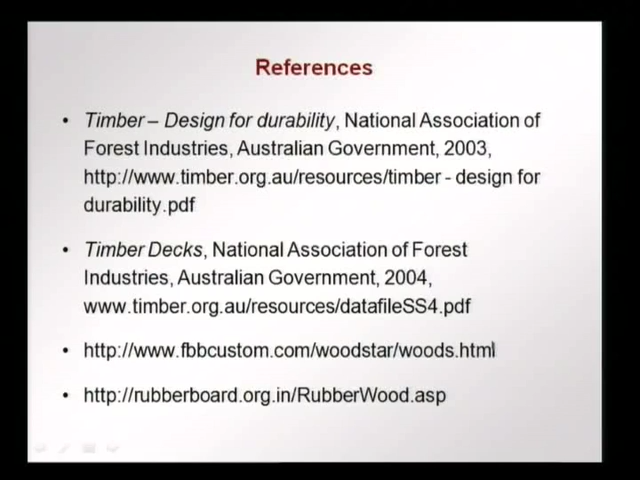 References
• Timber – Design for durability, National Association of
Forest Industries, Australian Government, 2003,
http://www.timber.org.au/resources/timber - design for
durability.pdf
• Timber Decks, National Association of Forest
Industries, Australian Government, 2004,
www.timber.org.au/resources/datafileSS4.pdf
• http://www.fbbcustom.com/woodstar/woods.html
• http://rubberboard.org.in/RubberWood.asp